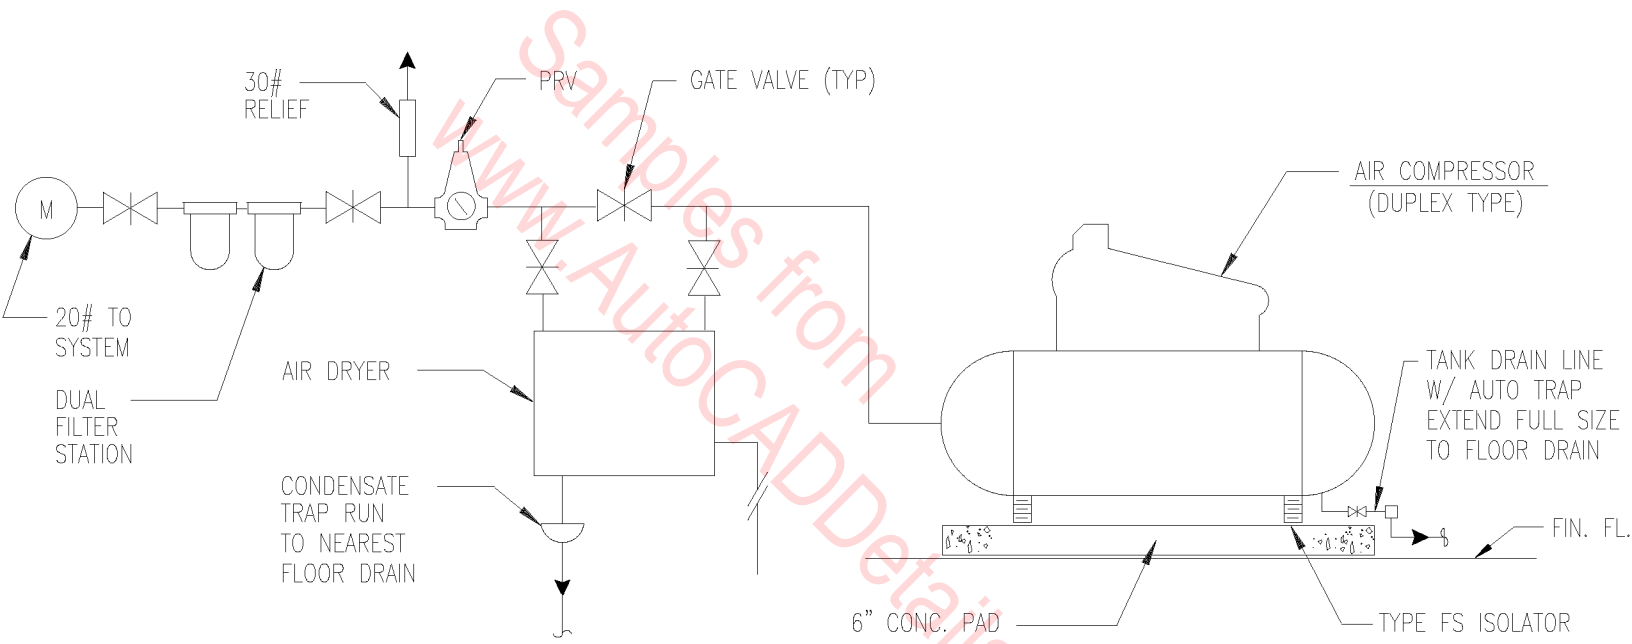 30#
RELIEF
PRV
GATE VALVE (TYP)
AIR COMPRESSOR
(DUPLEX TYPE)
M
20# TO
SYSTEM
DUAL
FILTER
STATION
AIR DRYER
CONDENSATE
TRAP RUN
TO NEAREST
FLOOR DRAIN
TANK DRAIN LINE
W/ AUTO TRAP
EXTEND FULL SIZE
TO FLOOR DRAIN
FIN. FL.
6" CONC. PAD
TYPE FS ISOLATOR
Samples from
www.AutoCADDetails